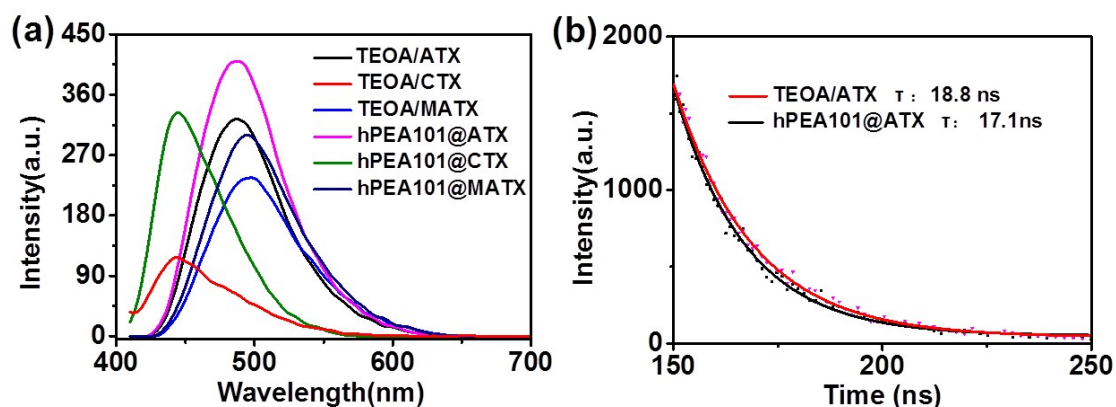 (a)
450
360
270
180
90
0
Intensity(a.u.)
TEOA/ATX
TEOA/CTX
TEOA/MATX
hPEA101@ATX
hPEA101@CTX
hPEA101@MATX
400
500
600
700
Wavelength(nm)
(b)
2000
1000
0
Intensity(a.u.)
TEOA/ATX τ : 18.8 ns
hPEA101@ATX τ : 17.1ns
150
200
250
Time (ns)